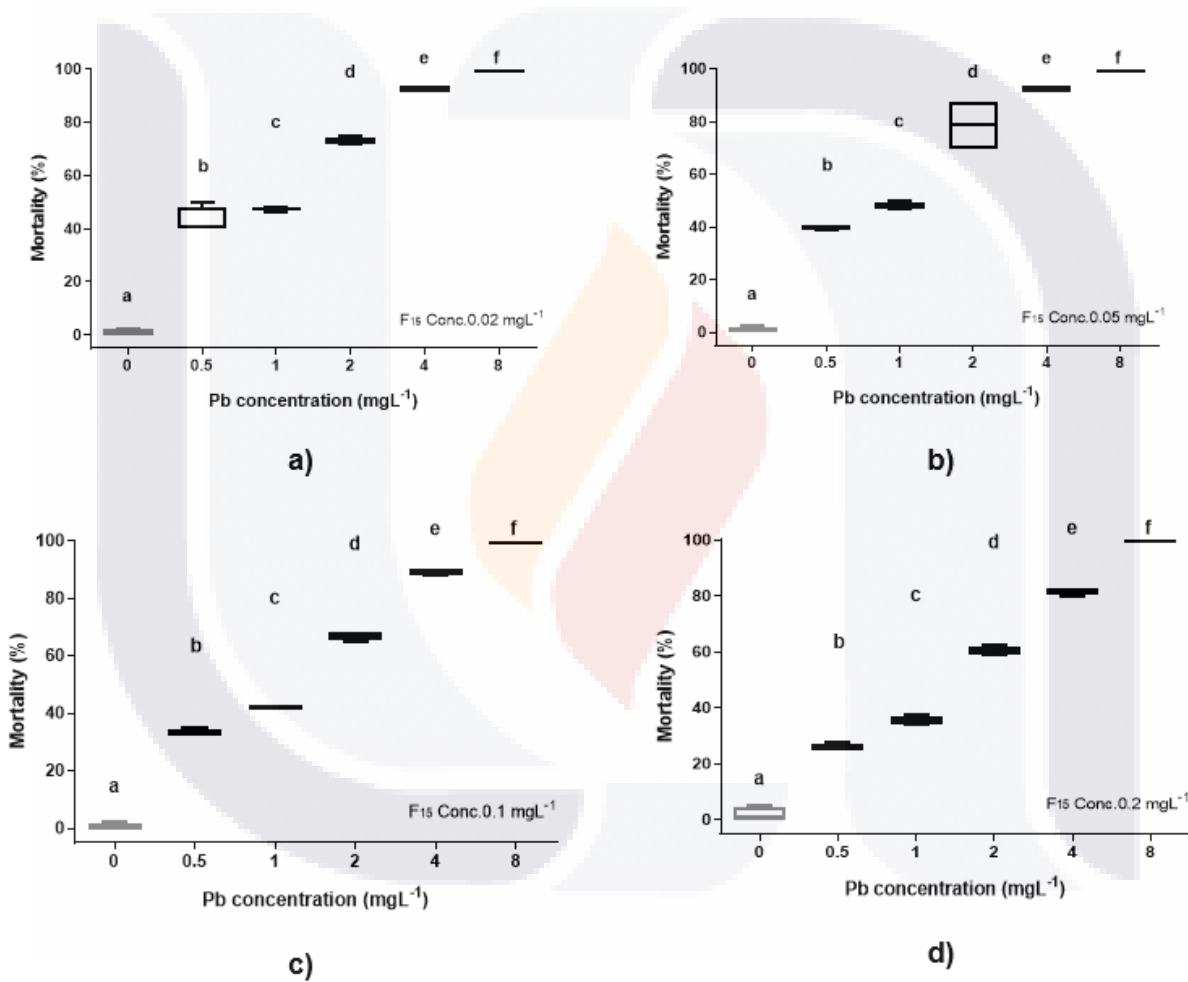 100
80
60
40
20
0
Mortality (%)
a
b
c
d
e
f
F15 Conc.0.02 mgL-1
0 0.5 1 2 4 8
Pb concentration (mgL-1)
a)
100
80
60
40
20
0
Mortality (%)
a
b
c
d
e
f
F15 Conc.0.05 mgL-1
0 0.5 1 2 4 8
Pb concentration (mgL-1)
b)
100
80
60
40
20
0
Mortality (%)
a
b
c
d
e
f
F15 Conc.0.1 mgL-1
0 0.5 1 2 4 8
Pb concentration (mgL-1)
c)
100
80
60
40
20
0
Mortality (%)
a
b
c
d
e
f
F15 Conc.0.2 mgL-1
0 0.5 1 2 4 8
Pb concentration (mgL-1)
d)